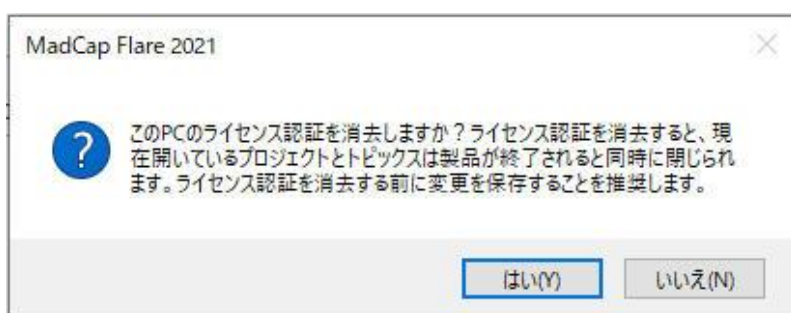 MadCap Flare 2021
このPCのライセンス認証を消去しますか？ライセンス認証を消去すると、現
在開いているプロジェクトとトピックスは製品が終了されると同時に閉じられ
ます。ライセンス認証を消去する前に変更を保存することを推奨します。
はい(Y)
いいえ(N)